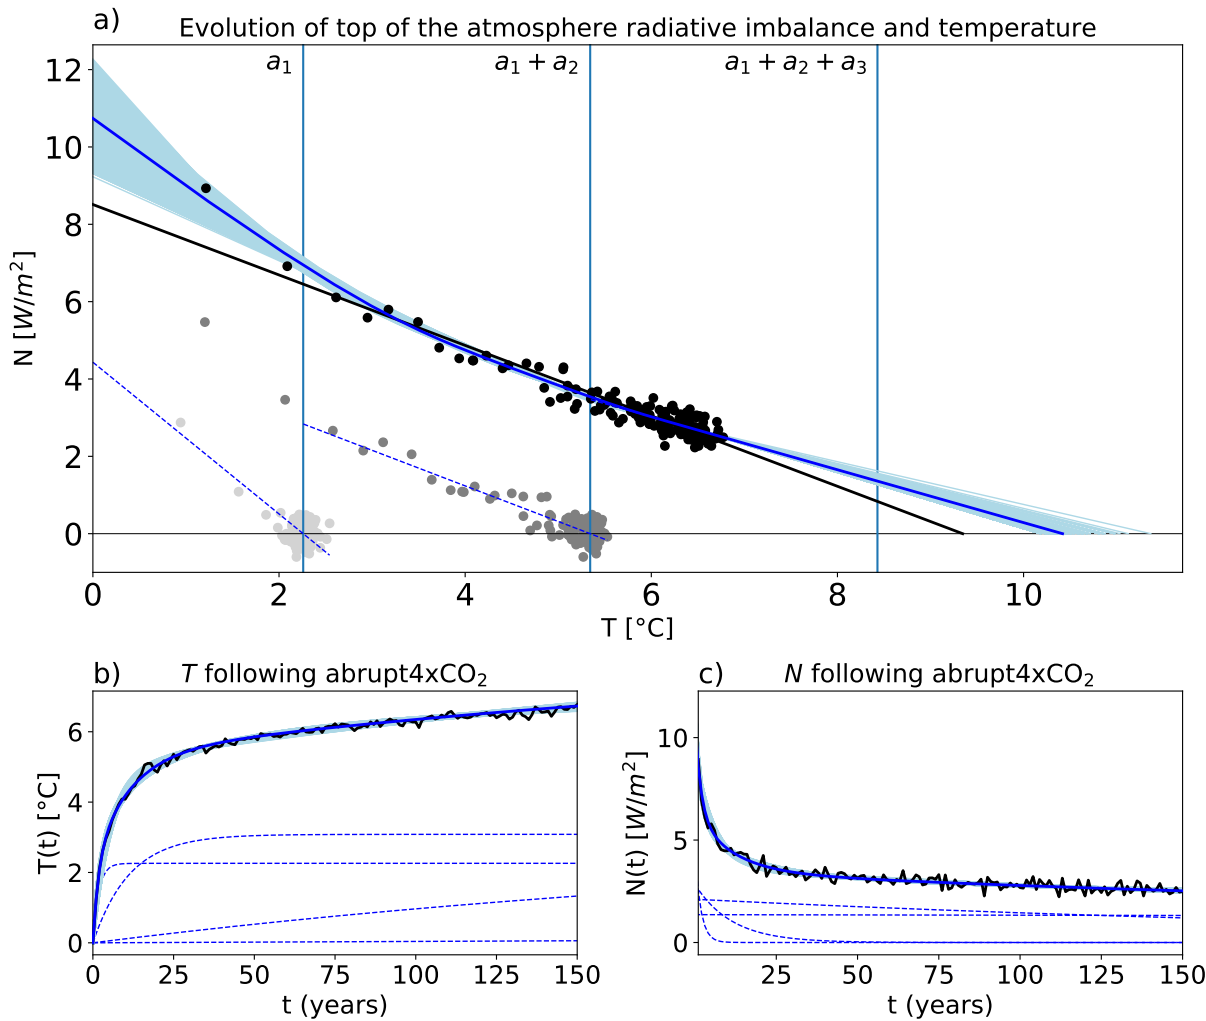 a)
Evolution of top of the atmosphere radiative imbalance and temperature
a₁
a₁ + a₂
a₁ + a₂ + a₃
12
10
8
6
4
2
0
N [W/m²]
0 2 4 6 8 10
T [°C]
b)
T following abrupt4xCO₂
6
4
2
0
T(t) [°C]
0 25 50 75 100 125 150
t (years)
c)
N following abrupt4xCO₂
10
5
0
N(t) [W/m²]
25 50 75 100 125 150
t (years)